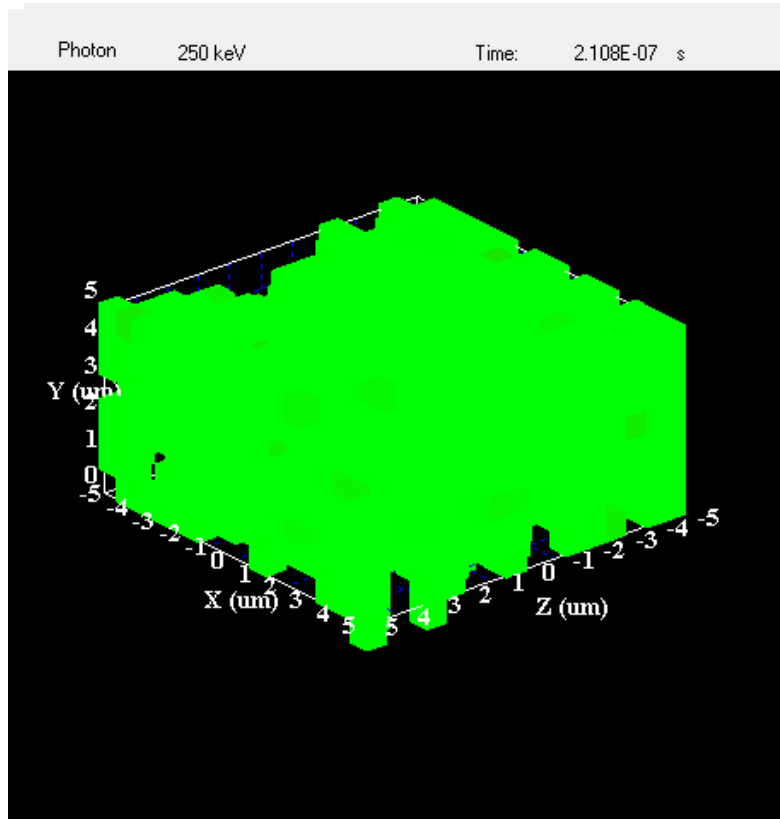 Photon 250 keV Time: 2.108E-07 s
5
4
3
Y (um)
2
1
0
-5 -4 -3 -2 -1 0 1 2 3 4 5
X (um)
5 4 3 2 1 0 -1 -2 -3 -4 -5
Z (um)